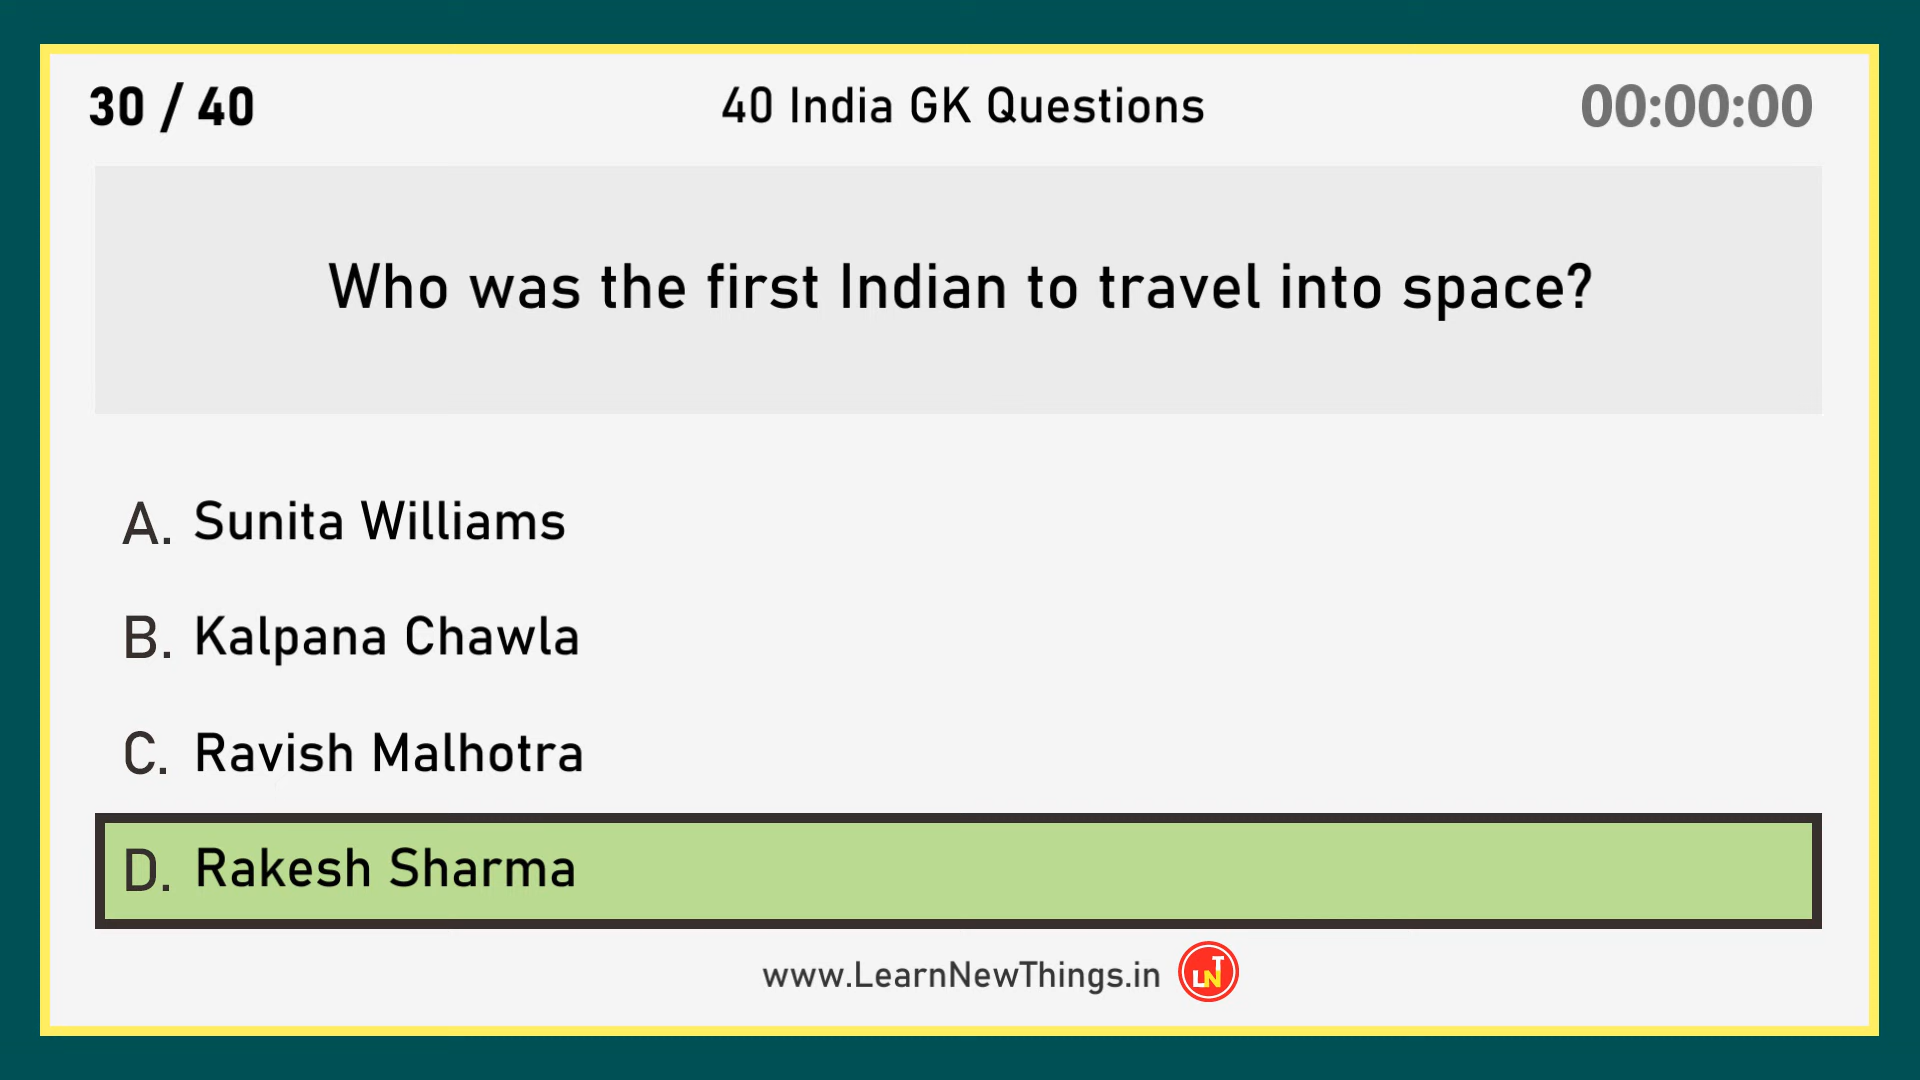 30 / 40
40 India GK Questions
00:00:00
Who was the first Indian to travel into space?
A. Sunita Williams
B. Kalpana Chawla
C. Ravish Malhotra
D. Rakesh Sharma
www.LearnNewThings.in
LNT